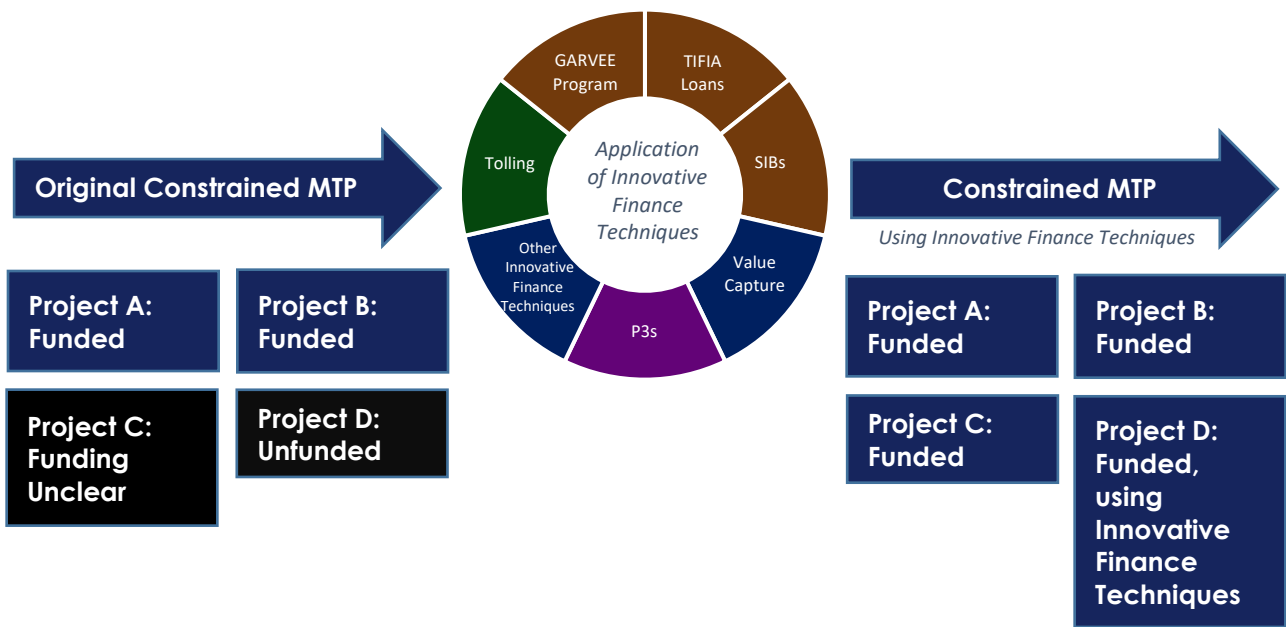 Original Constrained MTP
Project A:
Funded
Project B:
Funded
Project C:
Funding
Unclear
Project D:
Unfunded
GARVEE
Program
TIFIA
Loans
Tolling
SIBs
Application
of Innovative
Finance
Techniques
Other
Innovative
Finance
Techniques
Value
Capture
P3s
Constrained MTP
Using Innovative Finance Techniques
Project A:
Funded
Project B:
Funded
Project C:
Funded
Project D:
Funded,
using
Innovative
Finance
Techniques